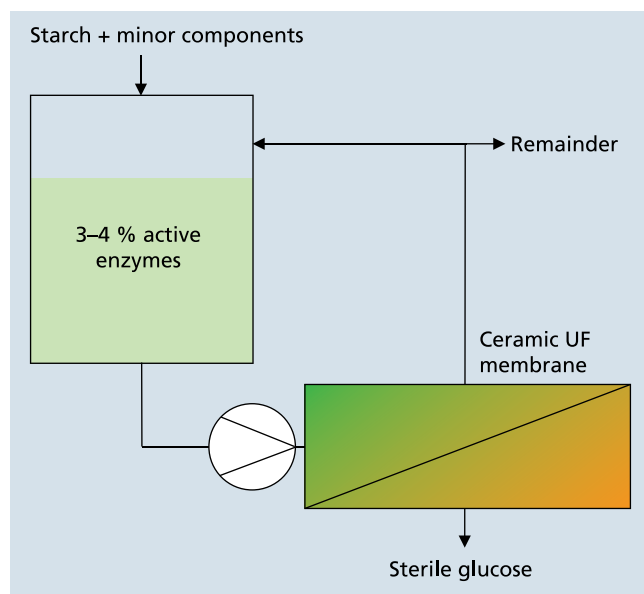 Starch + minor components
Remainder
3–4 % active
enzymes
Ceramic UF
membrane
Sterile glucose